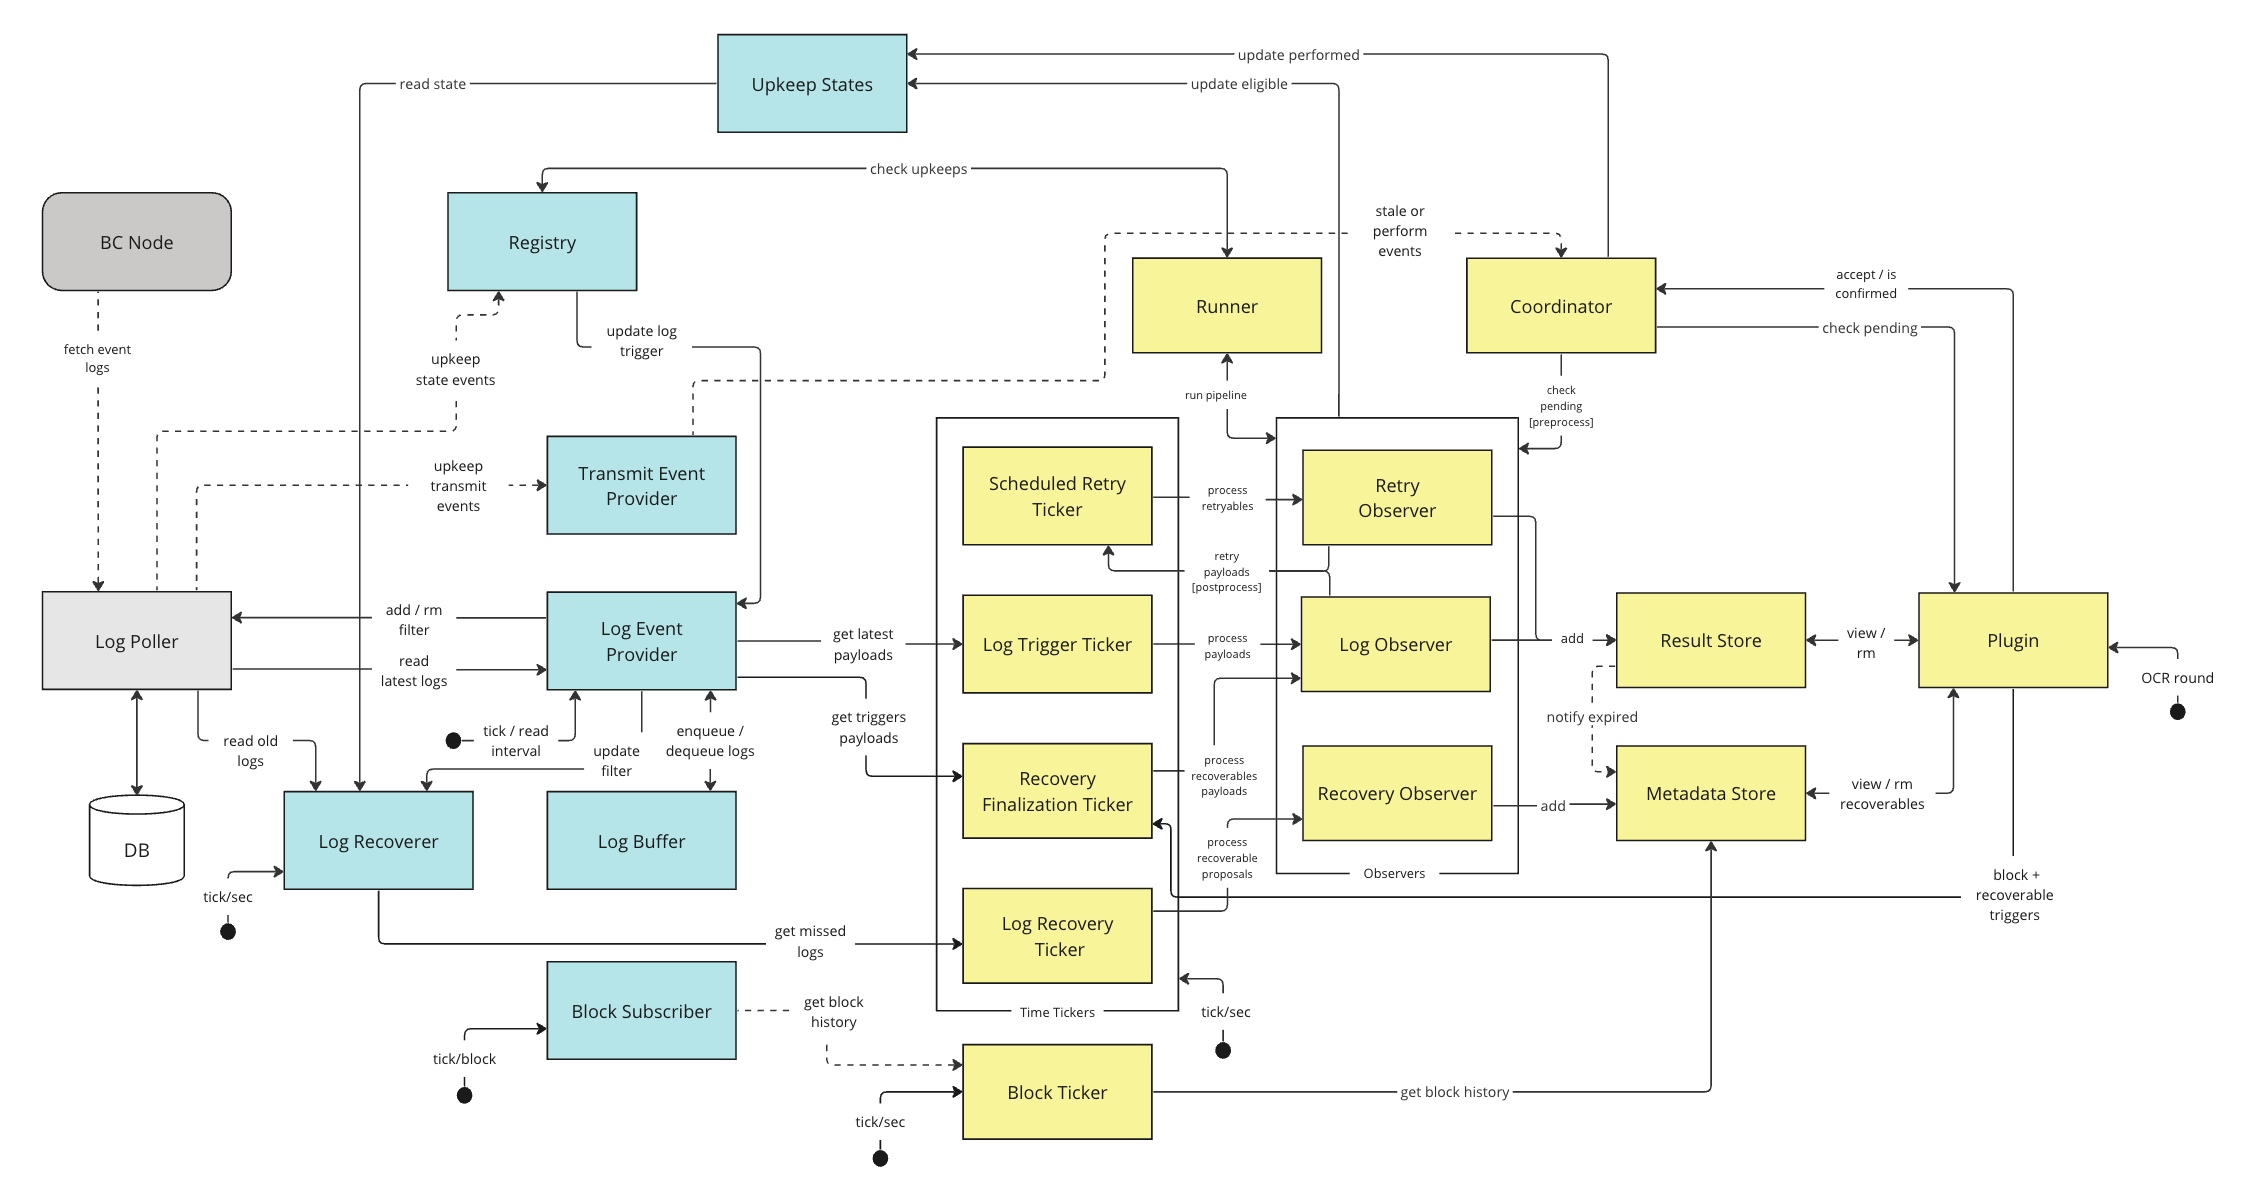 update performed
read state
Upkeep States
update eligible
check upkeeps
BC Node
Registry
stale or
perform
events
Runner
Coordinator
accept / is
confirmed
check pending
fetch event
logs
upkeep
state events
update log
trigger
run pipeline
check
pending
[preprocess]
upkeep
transmit
events
Transmit Event
Provider
Scheduled Retry
Ticker
process
retryables
Retry
Observer
retry
payloads
[postprocess]
Log Poller
add / rm
filter
read
latest logs
Log Event
Provider
get latest
payloads
Log Trigger Ticker
process
payloads
Log Observer
add
Result Store
view /
rm
Plugin
OCR round
notify expired
read old
logs
tick / read
interval
update
filter
enqueue /
dequeue logs
get triggers
payloads
Recovery
Finalization Ticker
process
recoverables
payloads
Recovery Observer
add
Metadata Store
view / rm
recoverables
DB
Log Recoverer
Log Buffer
process
recoverable
proposals
Observers
block +
recoverable
triggers
tick/sec
get missed
logs
Log Recovery
Ticker
Block Subscriber
get block
history
Time Tickers
tick/sec
tick/block
Block Ticker
get block history
tick/sec